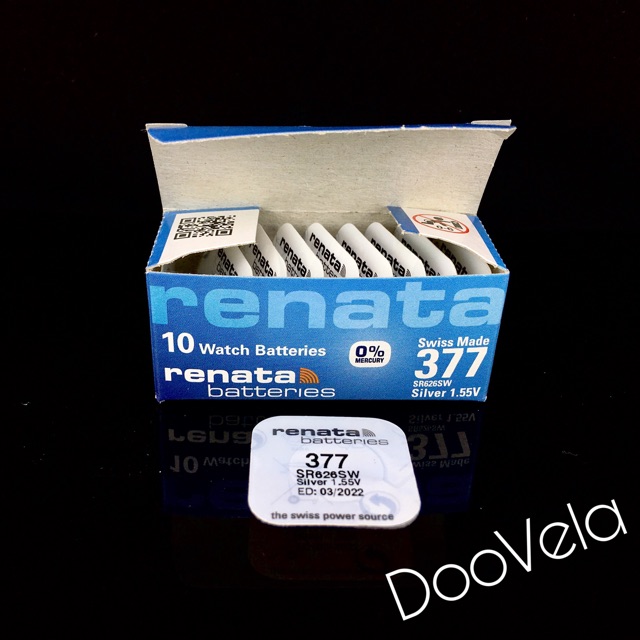 renata
renata
10 Watch Batteries
0%
MERCURY
Swiss Made
377
SR626SW
Silver 1.55V
renata
batteries
renata
batteries
377
SR626SW
Silver 1.55V
ED: 03/2022
the swiss power source
DooVela